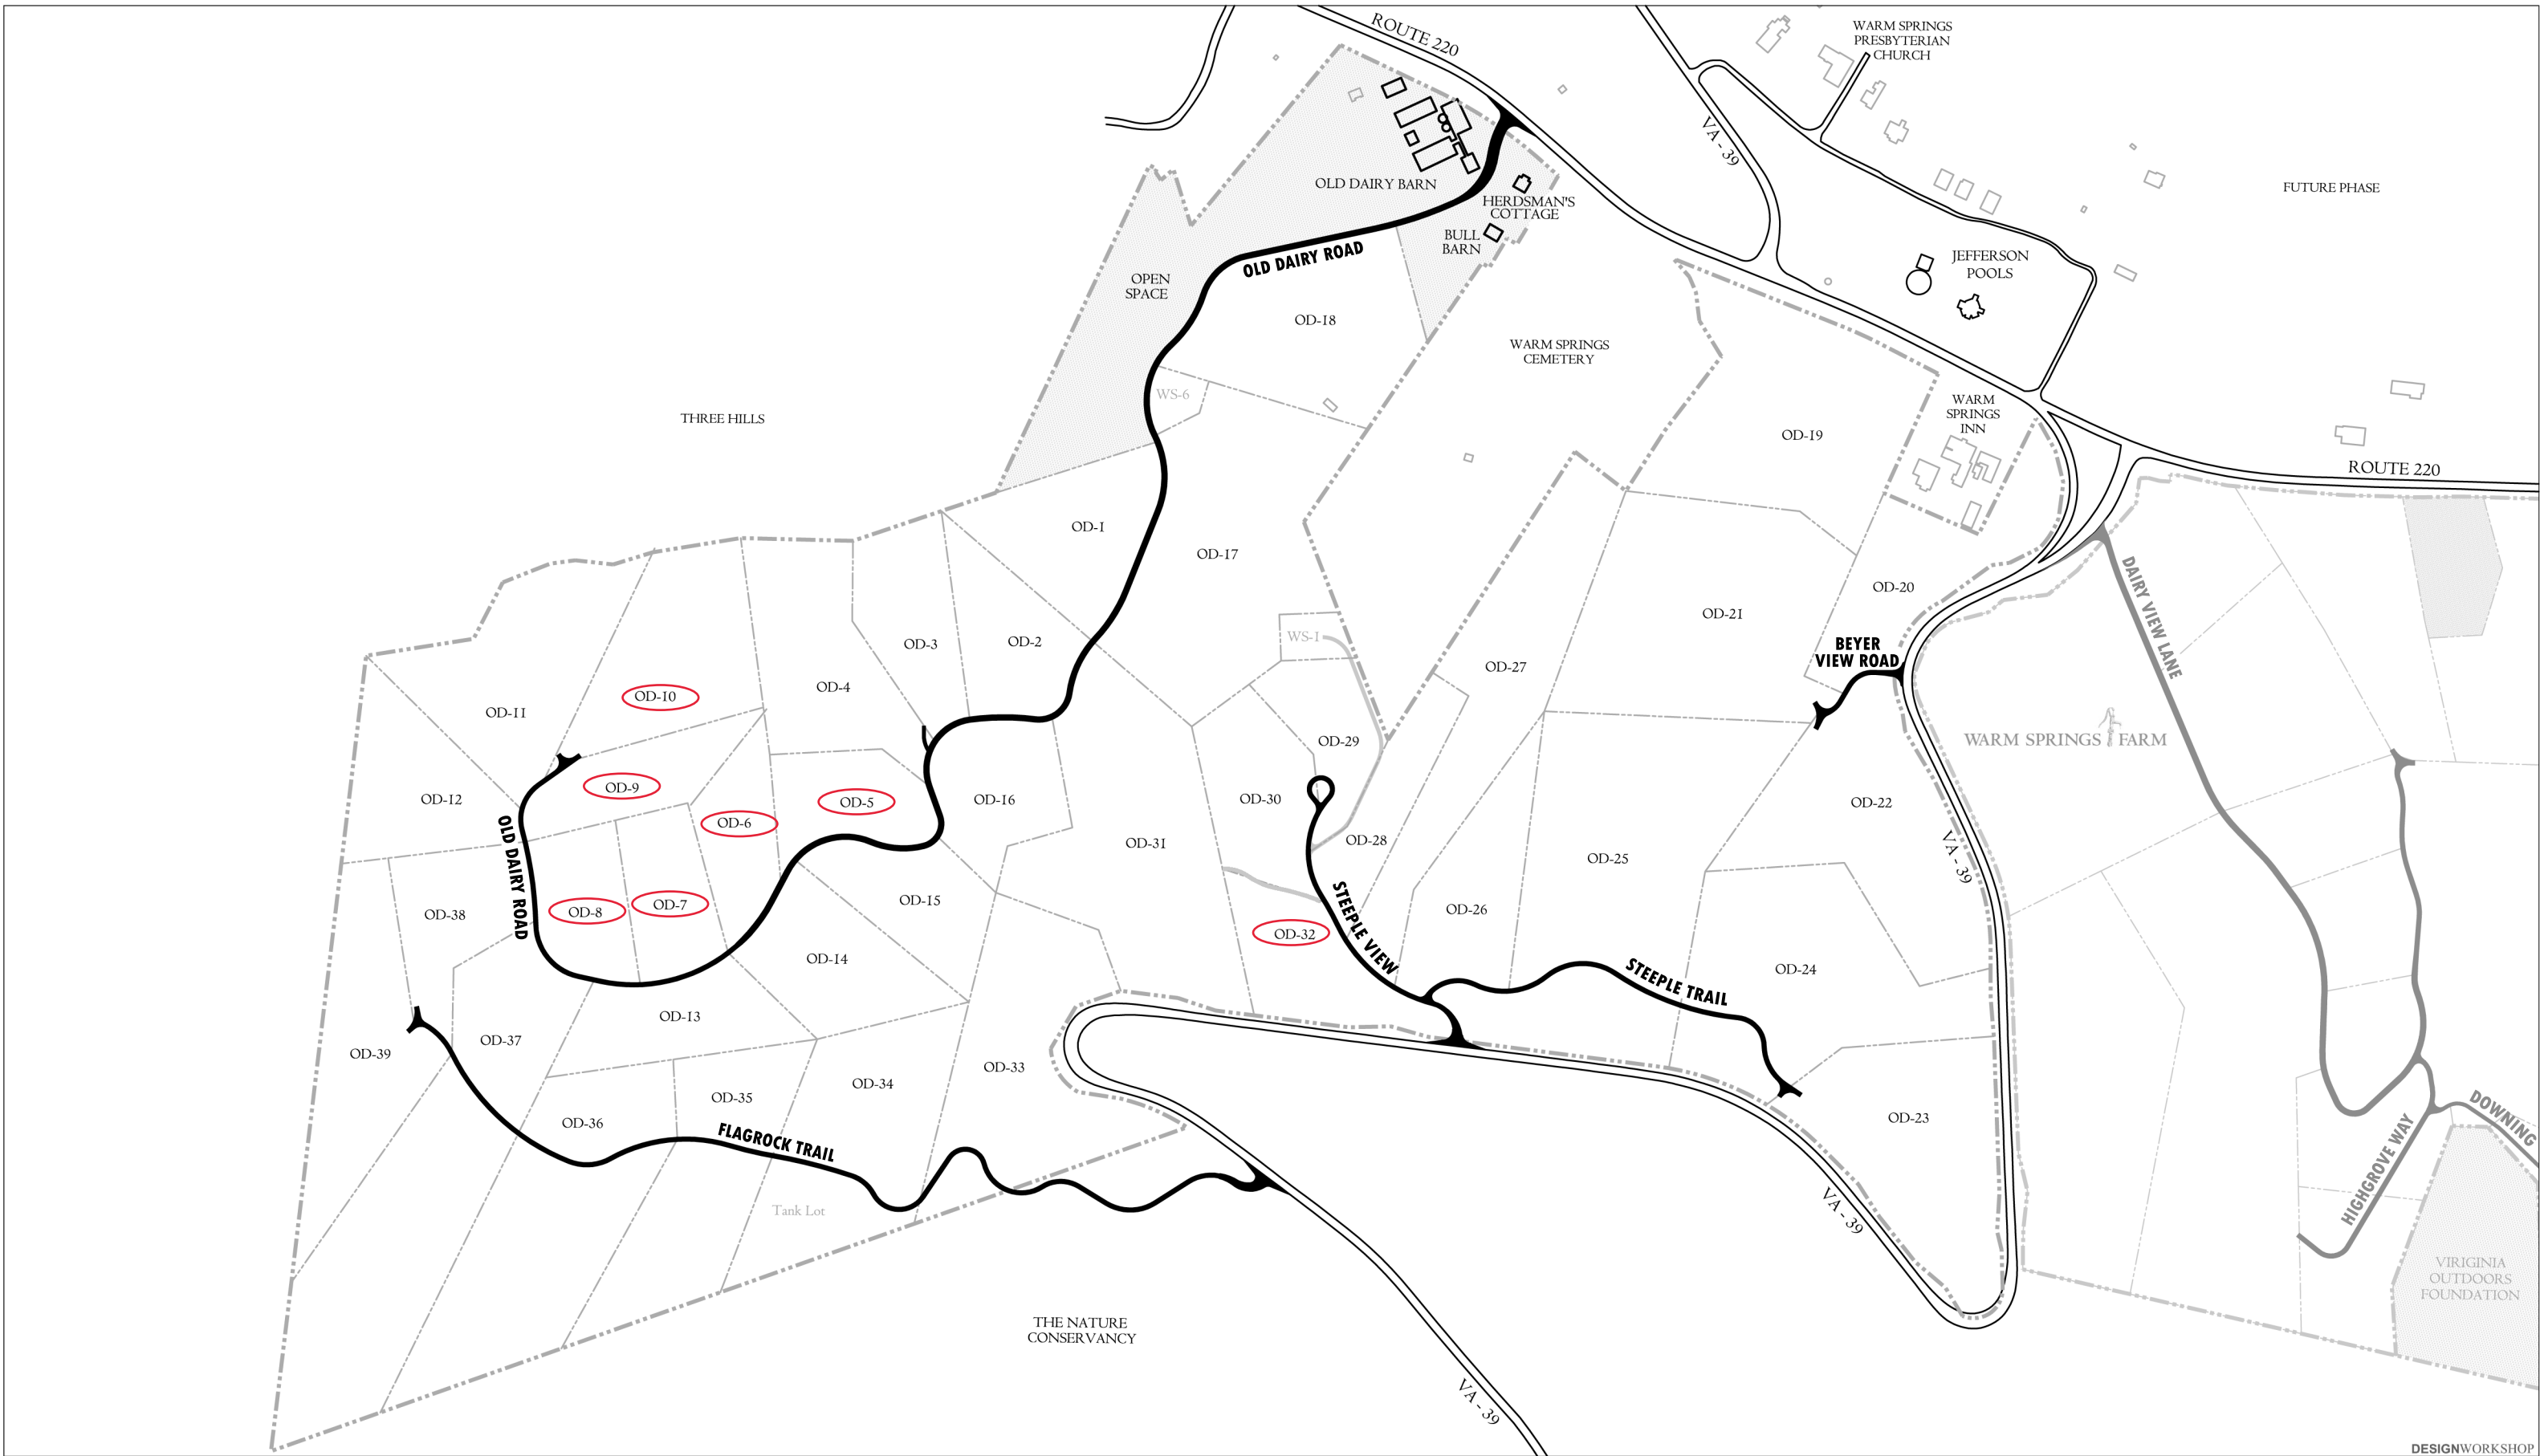 ROUTE 220
WARM SPRINGS
PRESBYTERIAN
CHURCH
VA - 39
OLD DAIRY BARN
HERDSMAN'S
COTTAGE
BULL
BARN
FUTURE PHASE
OLD DAIRY ROAD
JEFFERSON
POOLS
OPEN
SPACE
OD-18
WARM SPRINGS
CEMETERY
WS-6
THREE HILLS
WARM
SPRINGS
INN
OD-19
ROUTE 220
OD-1
OD-17
OD-20
DAIRY VIEW LANE
OD-21
WS-1
OD-3
OD-2
BEYER
VIEW ROAD
OD-27
OD-4
OD-10
OD-11
OD-29
WARM SPRINGS FARM
OD-9
OD-12
OD-5
OD-16
OD-30
OD-22
OD-6
OD-31
OD-28
VA - 39
OD-25
OLD DAIRY ROAD
OD-15
OD-7
OD-8
OD-38
OD-26
OD-32
STEEPLE VIEW
OD-14
OD-24
STEEPLE TRAIL
OD-13
OD-37
OD-39
OD-33
OD-34
OD-35
OD-36
OD-23
DOWNING
FLAGROCK TRAIL
HIGHGROVE WAY
Tank Lot
VA - 39
VIRIGINIA
OUTDOORS
FOUNDATION
THE NATURE
CONSERVANCY
VA - 39
DESIGNWORKSHOP